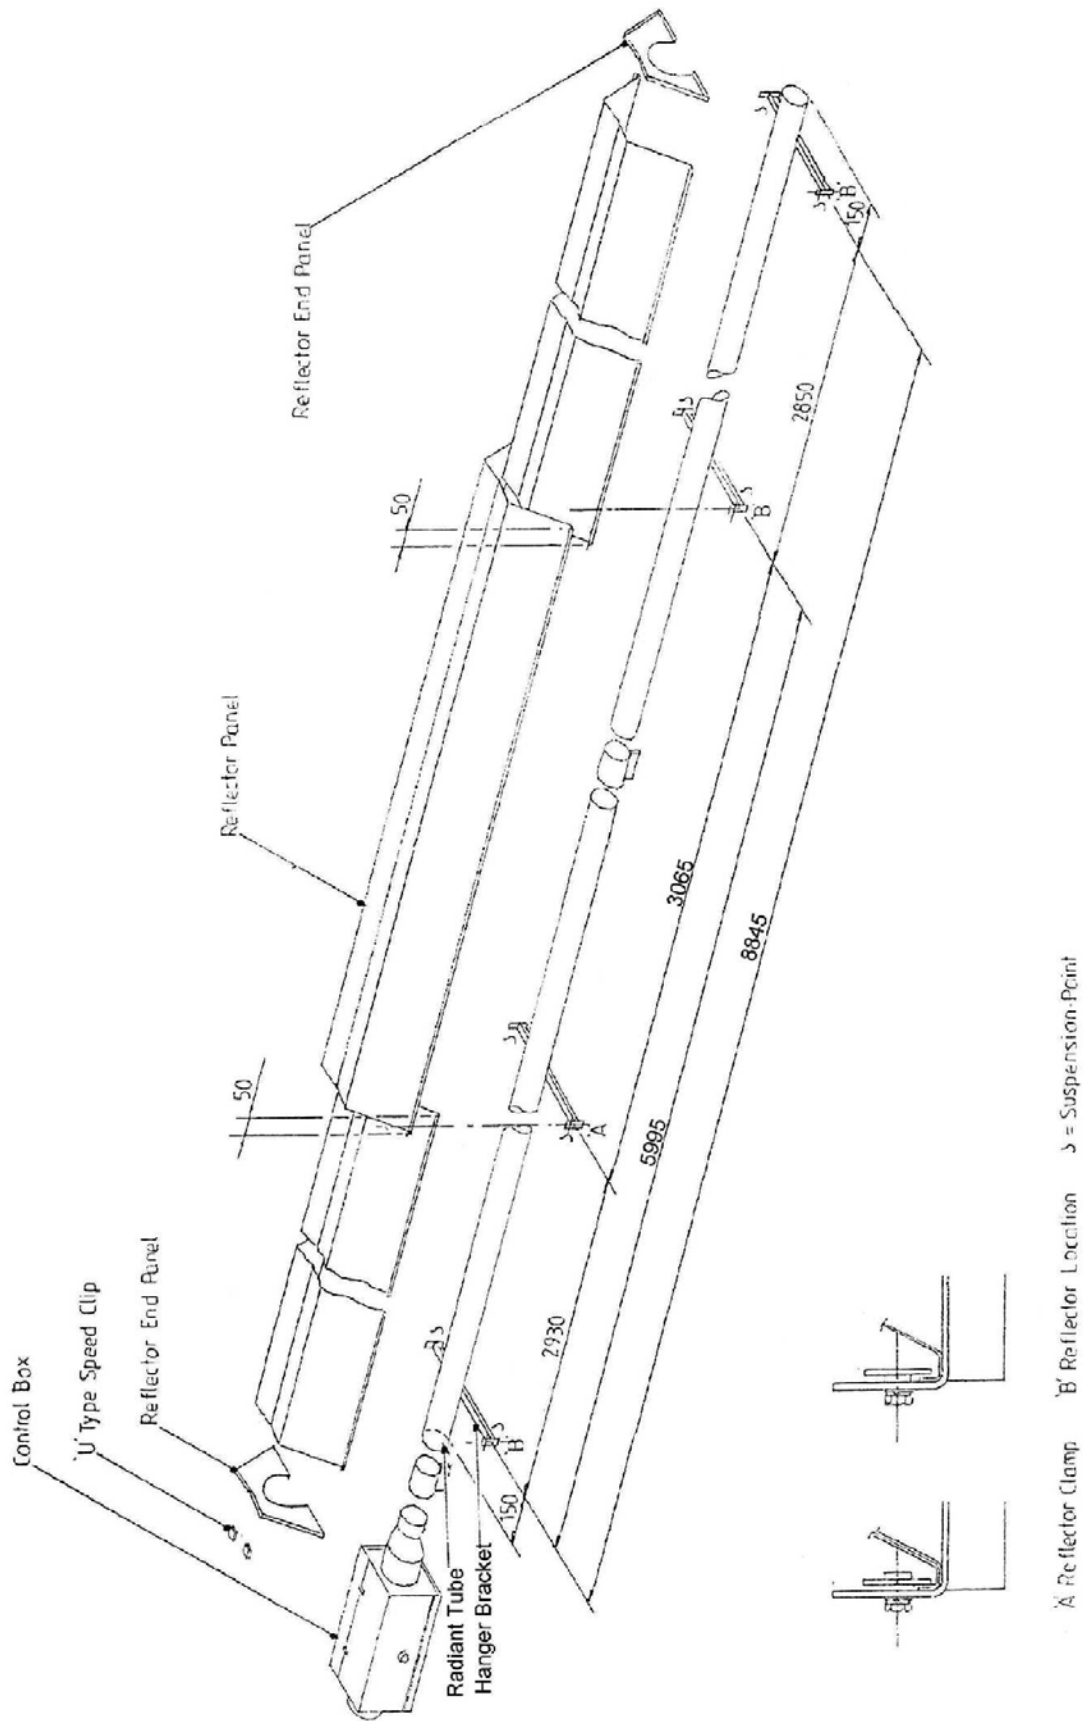 Control Box
'U' Type Speed Clip
Reflector End Panel
Reflector Panel
Reflector End Panel
50
50
Radiant Tube
Hanger Bracket
S
S
'B'
S
S
'A'
S
S
'B'
S
S
'B'
150
2930
3065
2850
150
5995
8845
'A' Reflector Clamp
'B' Reflector Location
S = Suspension Point